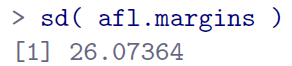 > sd( afl.margins )
[1] 26.07364